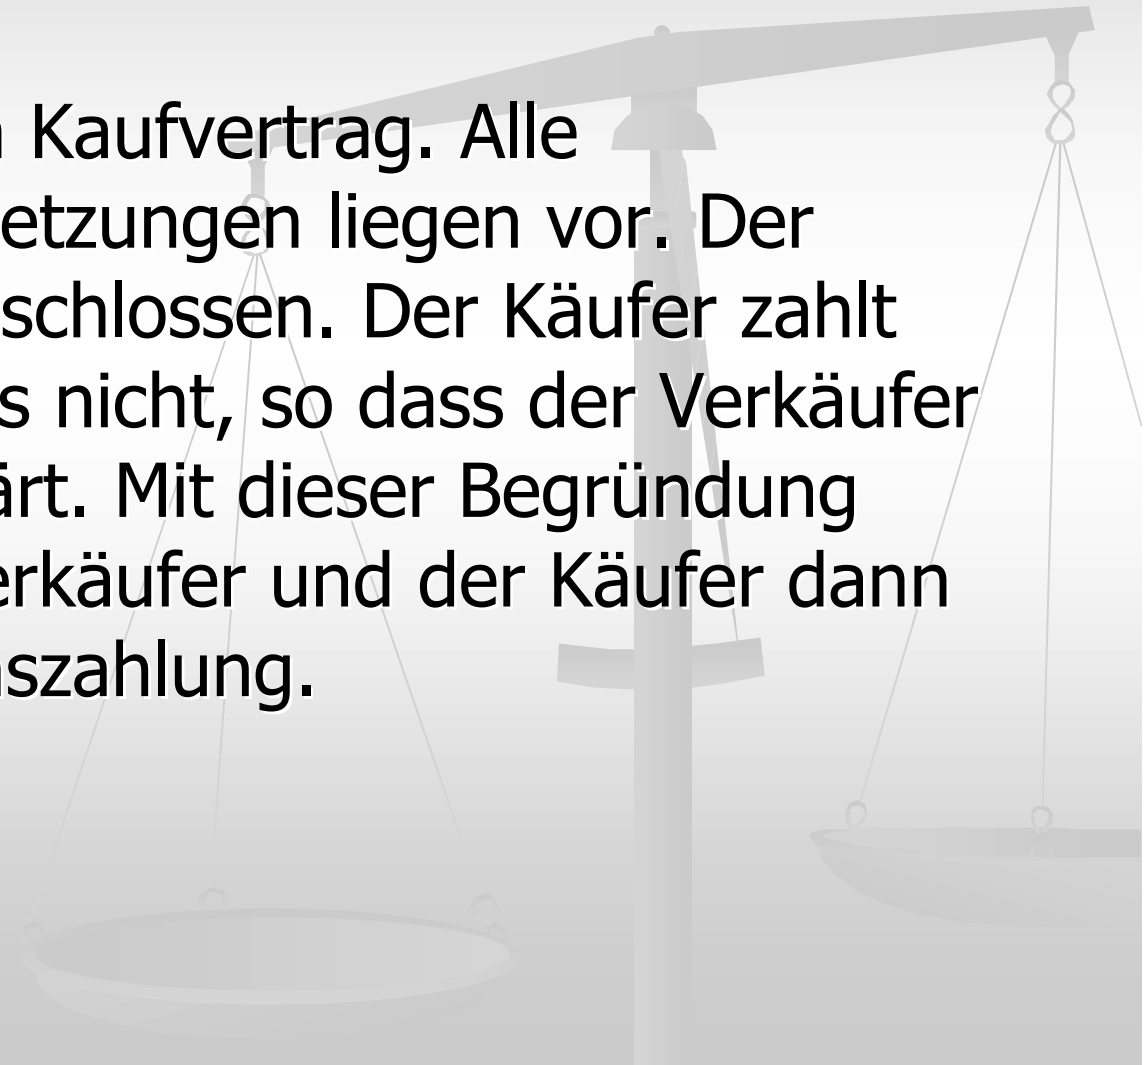 n Kaufvertrag. Alle
etzungen liegen vor. Der
schlossen. Der Käufer zahlt
s nicht, so dass der Verkäufer
ärt. Mit dieser Begründung
erkäufer und der Käufer dann
nszahlung.